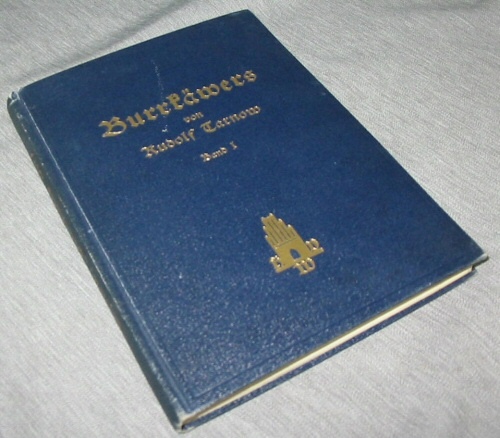 Burrkäwers
von
Rudolf Tarnow
Band 1